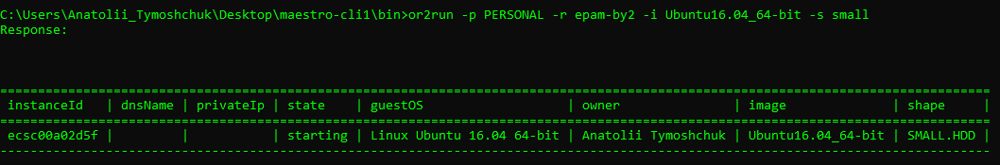 C:\Users\Anatolii_Tymoshchuk\Desktop\maestro-cli1\bin>or2run -p PERSONAL -r epam-by2 -i Ubuntu16.04_64-bit -s small
Response:
===================================================================================================================================
instanceId | dnsName | privateIp | state | guestOS | owner | image | shape |
===================================================================================================================================
ecsc00a02d5f | | | starting | Linux Ubuntu 16.04 64-bit | Anatolii Tymoshchuk | Ubuntu16.04_64-bit | SMALL.HDD |
-----------------------------------------------------------------------------------------------------------------------------------